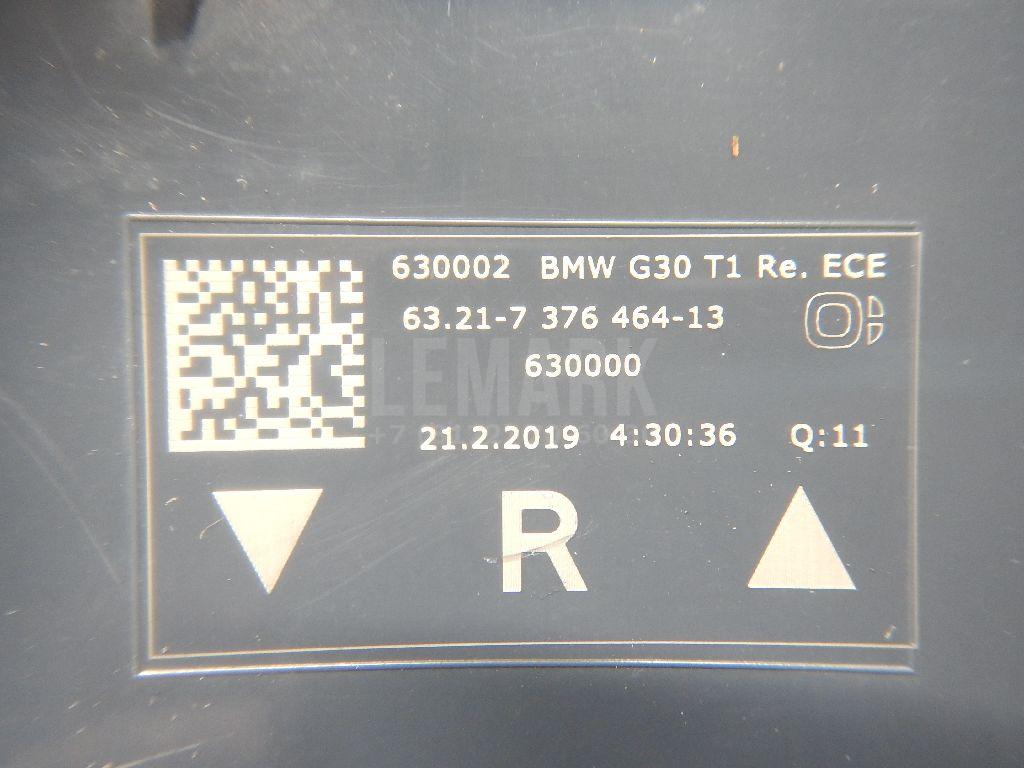 630002 BMW G30 T1 Re. ECE
63.21-7 376 464-13
630000
LEMARK
21.2.2019 4:30:36 Q:11
R